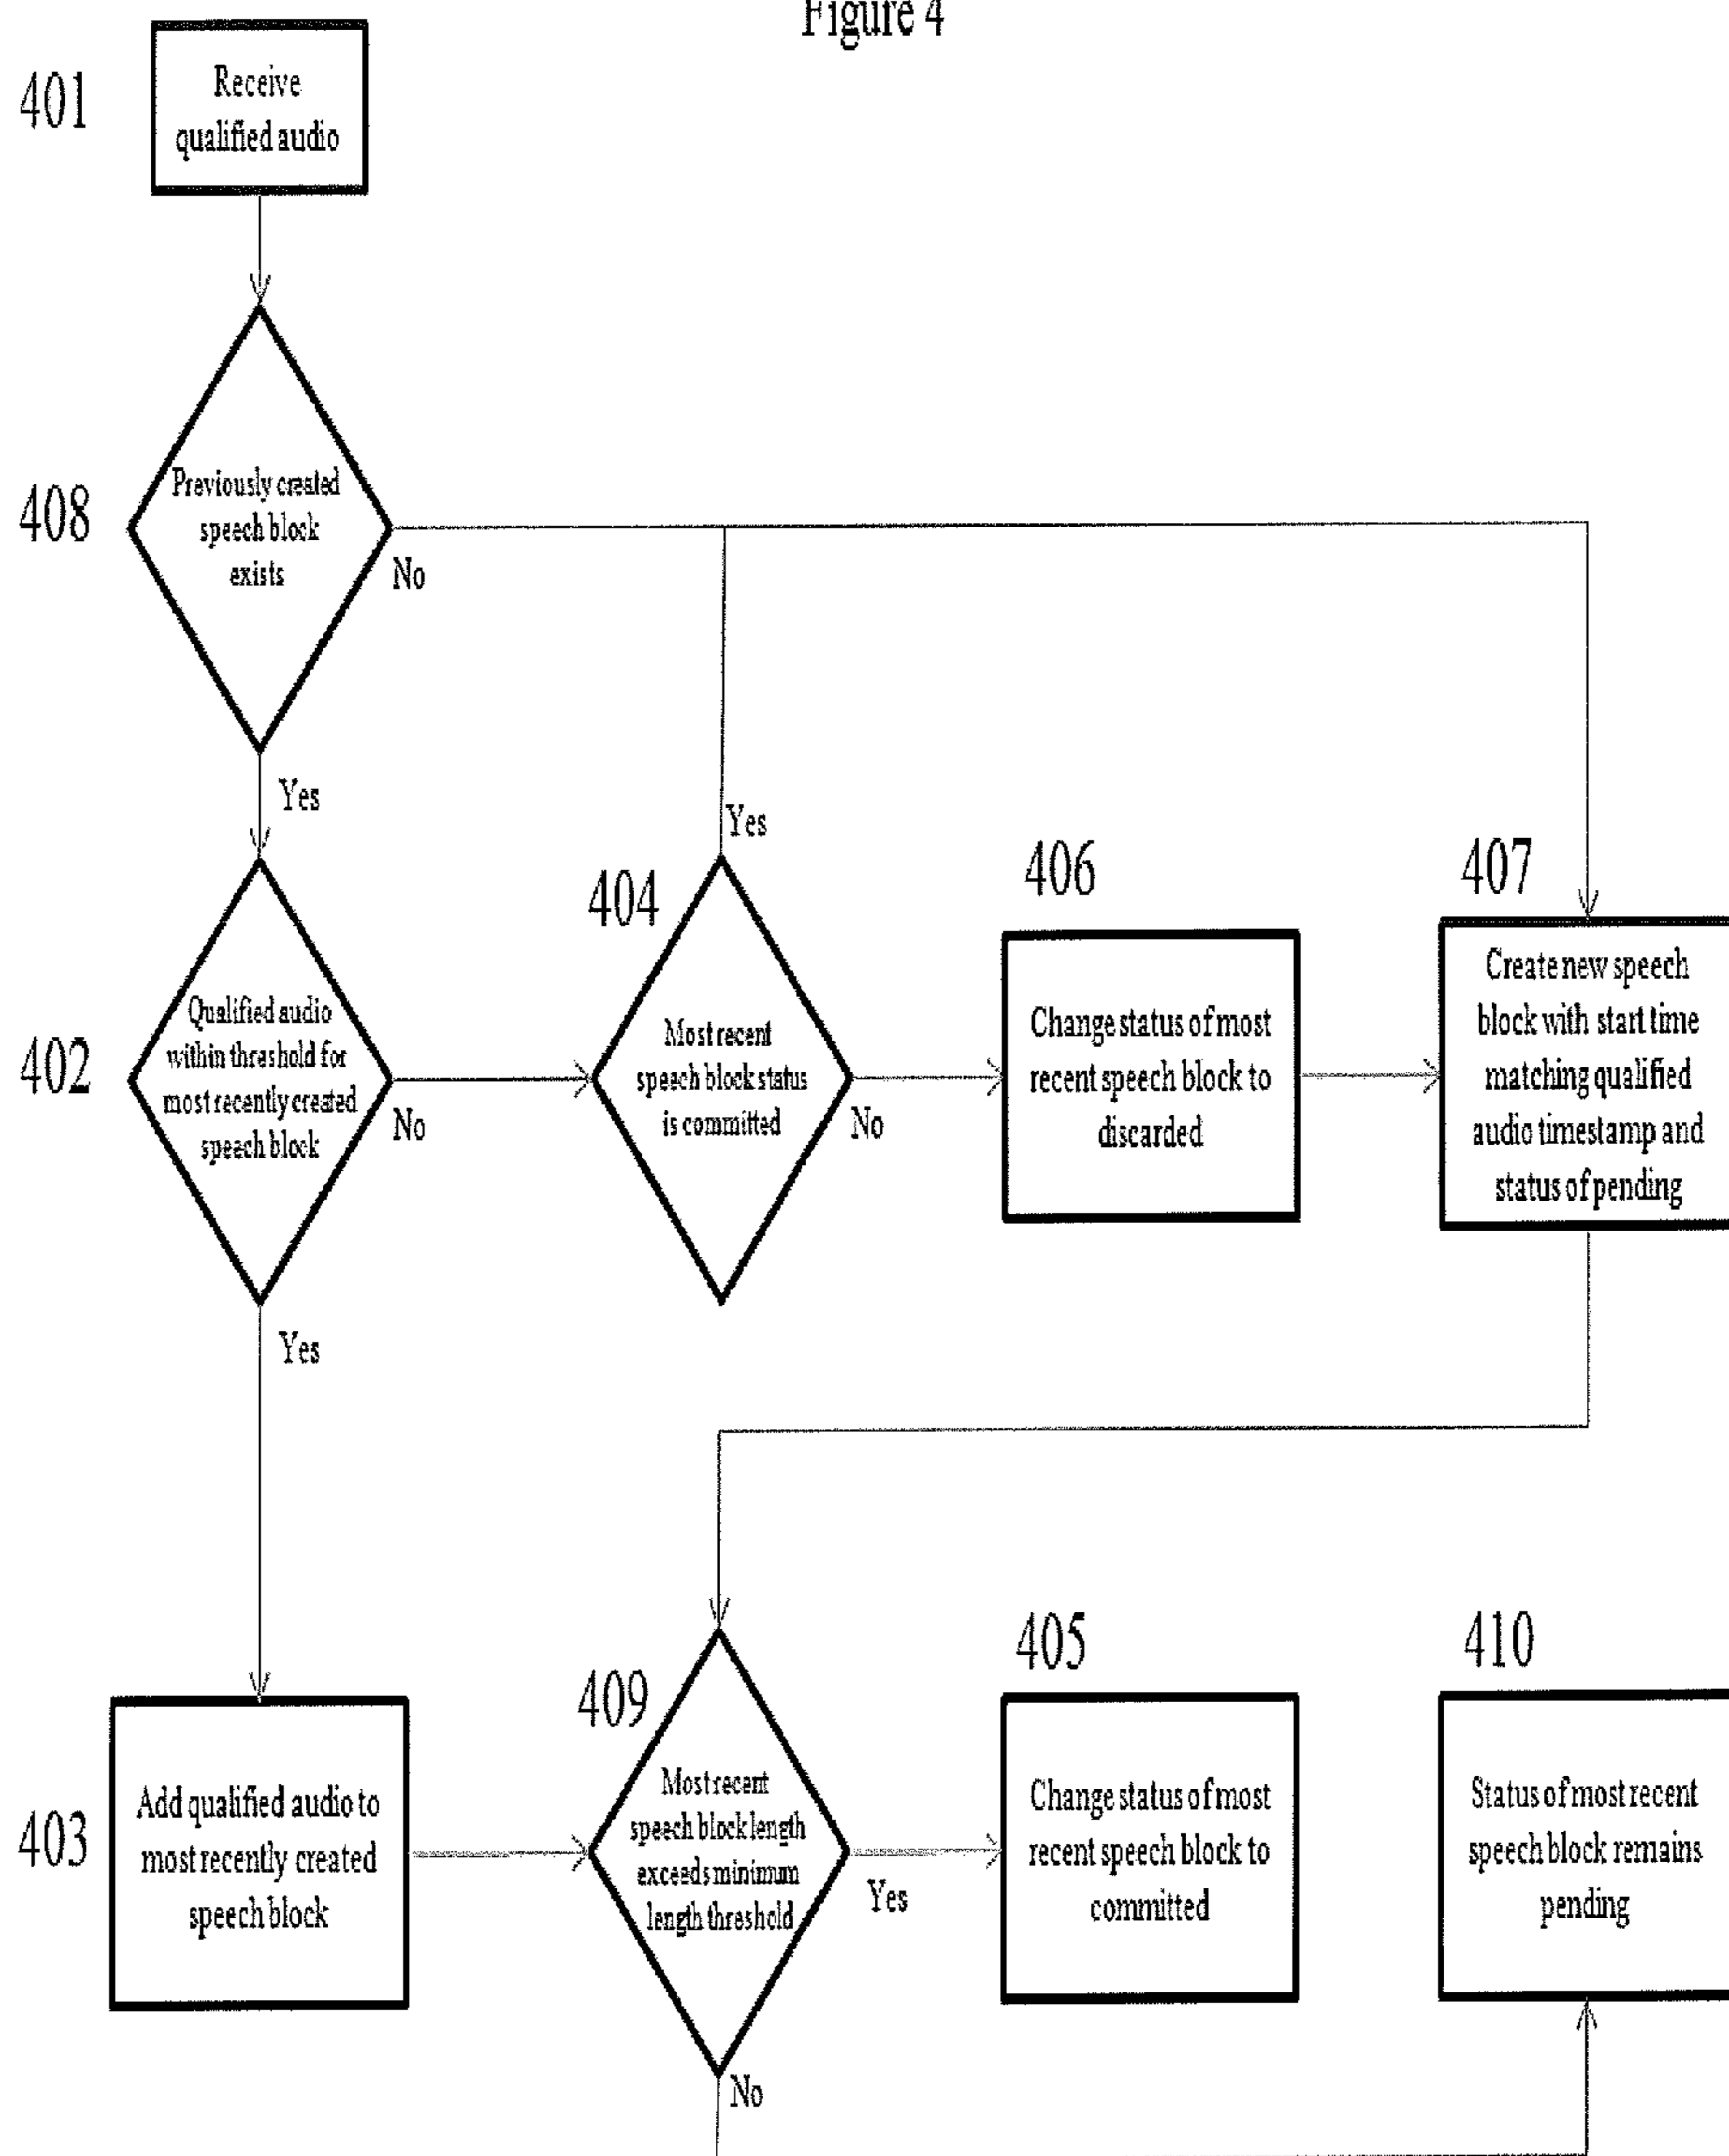 Figure 4
401
Receive
qualified audio
408
Previously created
speech block
exists
No
Yes
Yes
404
406
407
402
Qualified audio
within threshold for
most recently created
speech block
No
Most recent
speech block status
is committed
No
Change status of most
recent speech block to
discarded
Create new speech
block with start time
matching qualified
audio timestamp and
status of pending
Yes
403
Add qualified audio to
most recently created
speech block
409
Most recent
speech block length
exceeds minimum
length threshold
Yes
No
405
Change status of most
recent speech block to
committed
410
Status of most recent
speech block remains
pending